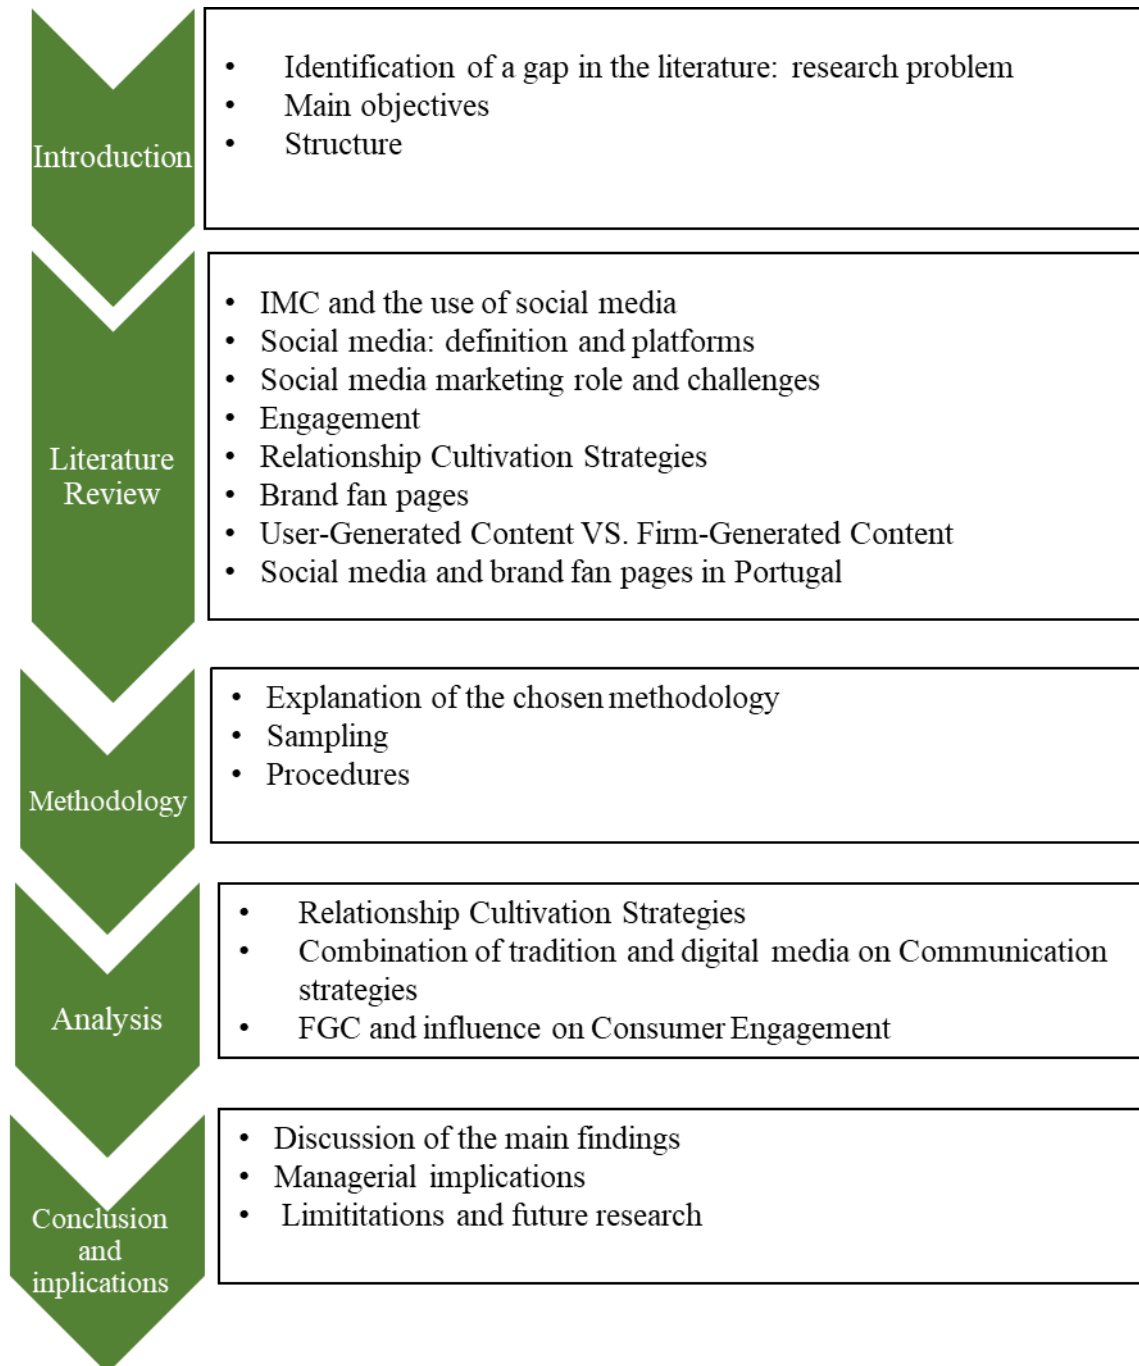 Introduction
• Identification of a gap in the literature: research problem
• Main objectives
• Structure
Literature
Review
• IMC and the use of social media
• Social media: definition and platforms
• Social media marketing role and challenges
• Engagement
• Relationship Cultivation Strategies
• Brand fan pages
• User-Generated Content VS. Firm-Generated Content
• Social media and brand fan pages in Portugal
Methodology
• Explanation of the chosen methodology
• Sampling
• Procedures
Analysis
• Relationship Cultivation Strategies
• Combination of tradition and digital media on Communication
strategies
• FGC and influence on Consumer Engagement
Conclusion
and
inplications
• Discussion of the main findings
• Managerial implications
• Limititations and future research